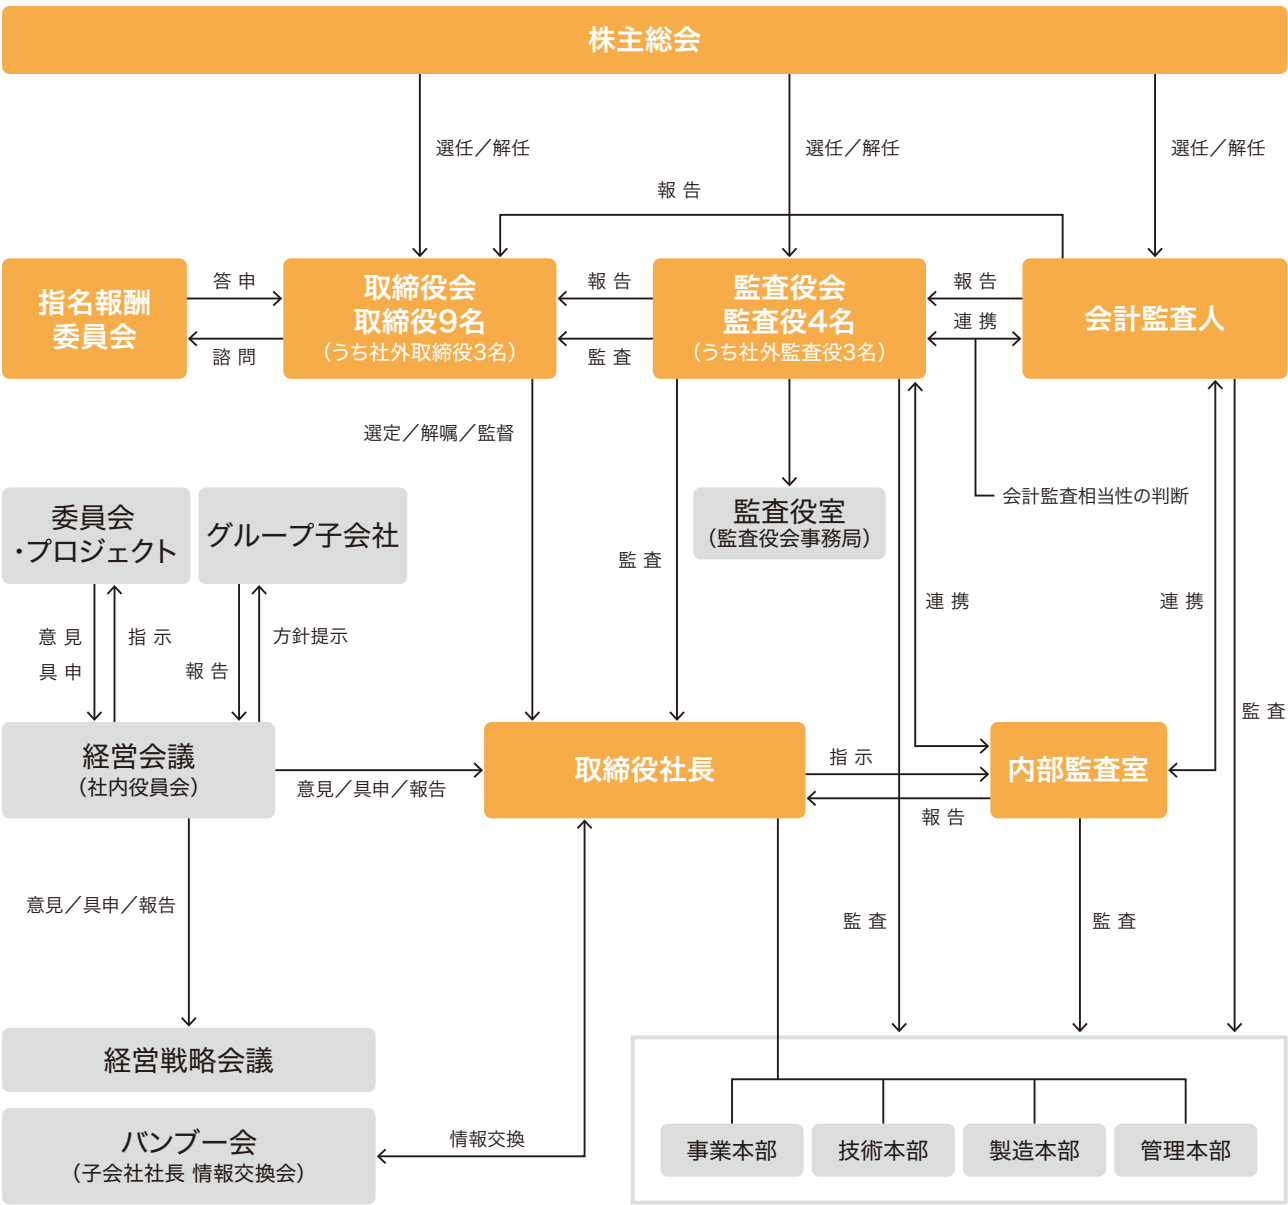 株主総会
選任／解任
選任／解任
選任／解任
報 告
指名報酬
委員会
答 申
諮 問
取締役会
取締役9名
（うち社外取締役3名）
報 告
監 査
監査役会
監査役4名
（うち社外監査役3名）
報 告
連 携
会計監査人
選定／解嘱／監督
会計監査相当性の判断
委員会
・プロジェクト
グループ子会社
監査役室
（監査役会事務局）
監 査
連 携
連 携
意 見
具 申
指 示
報 告
方針提示
監 査
経営会議
（社内役員会）
意見／具申／報告
取締役社長
指 示
報 告
内部監査室
意見／具申／報告
監 査
監 査
経営戦略会議
バンブー会
（子会社社長 情報交換会）
情報交換
事業本部
技術本部
製造本部
管理本部